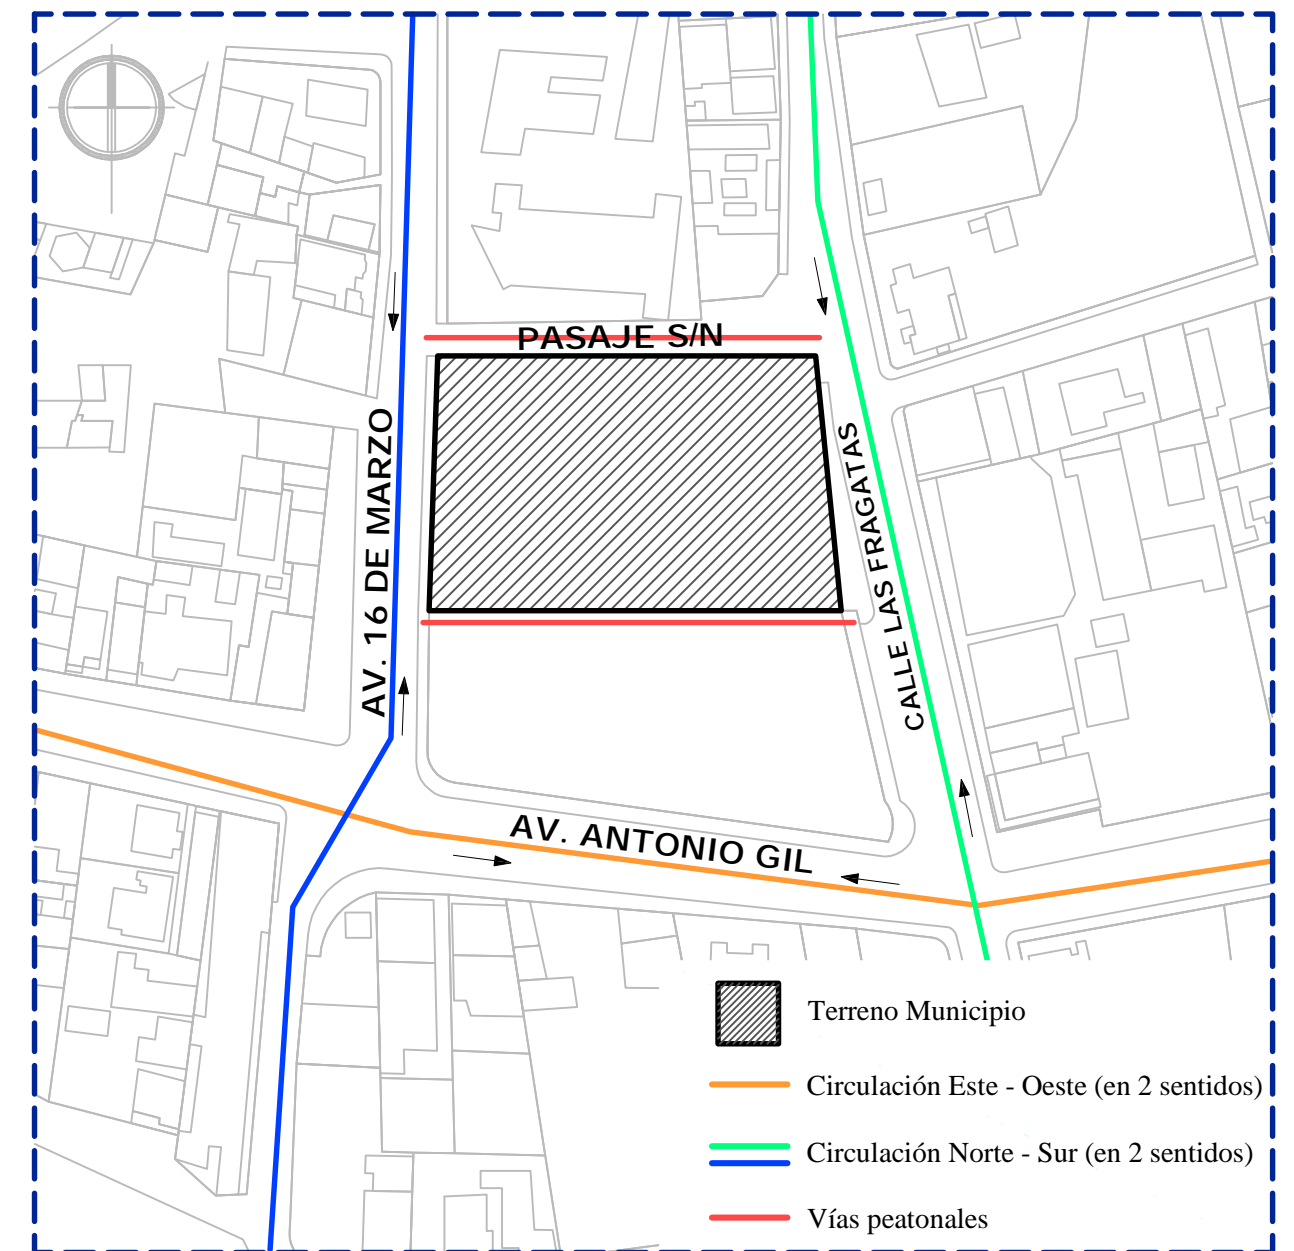 PASAJE S/N
AV. 16 DE MARZO
CALLE LAS FRAGATAS
AV. ANTONIO GIL
Terreno Municipio
Circulación Este - Oeste (en 2 sentidos)
Circulación Norte - Sur (en 2 sentidos)
Vías peatonales